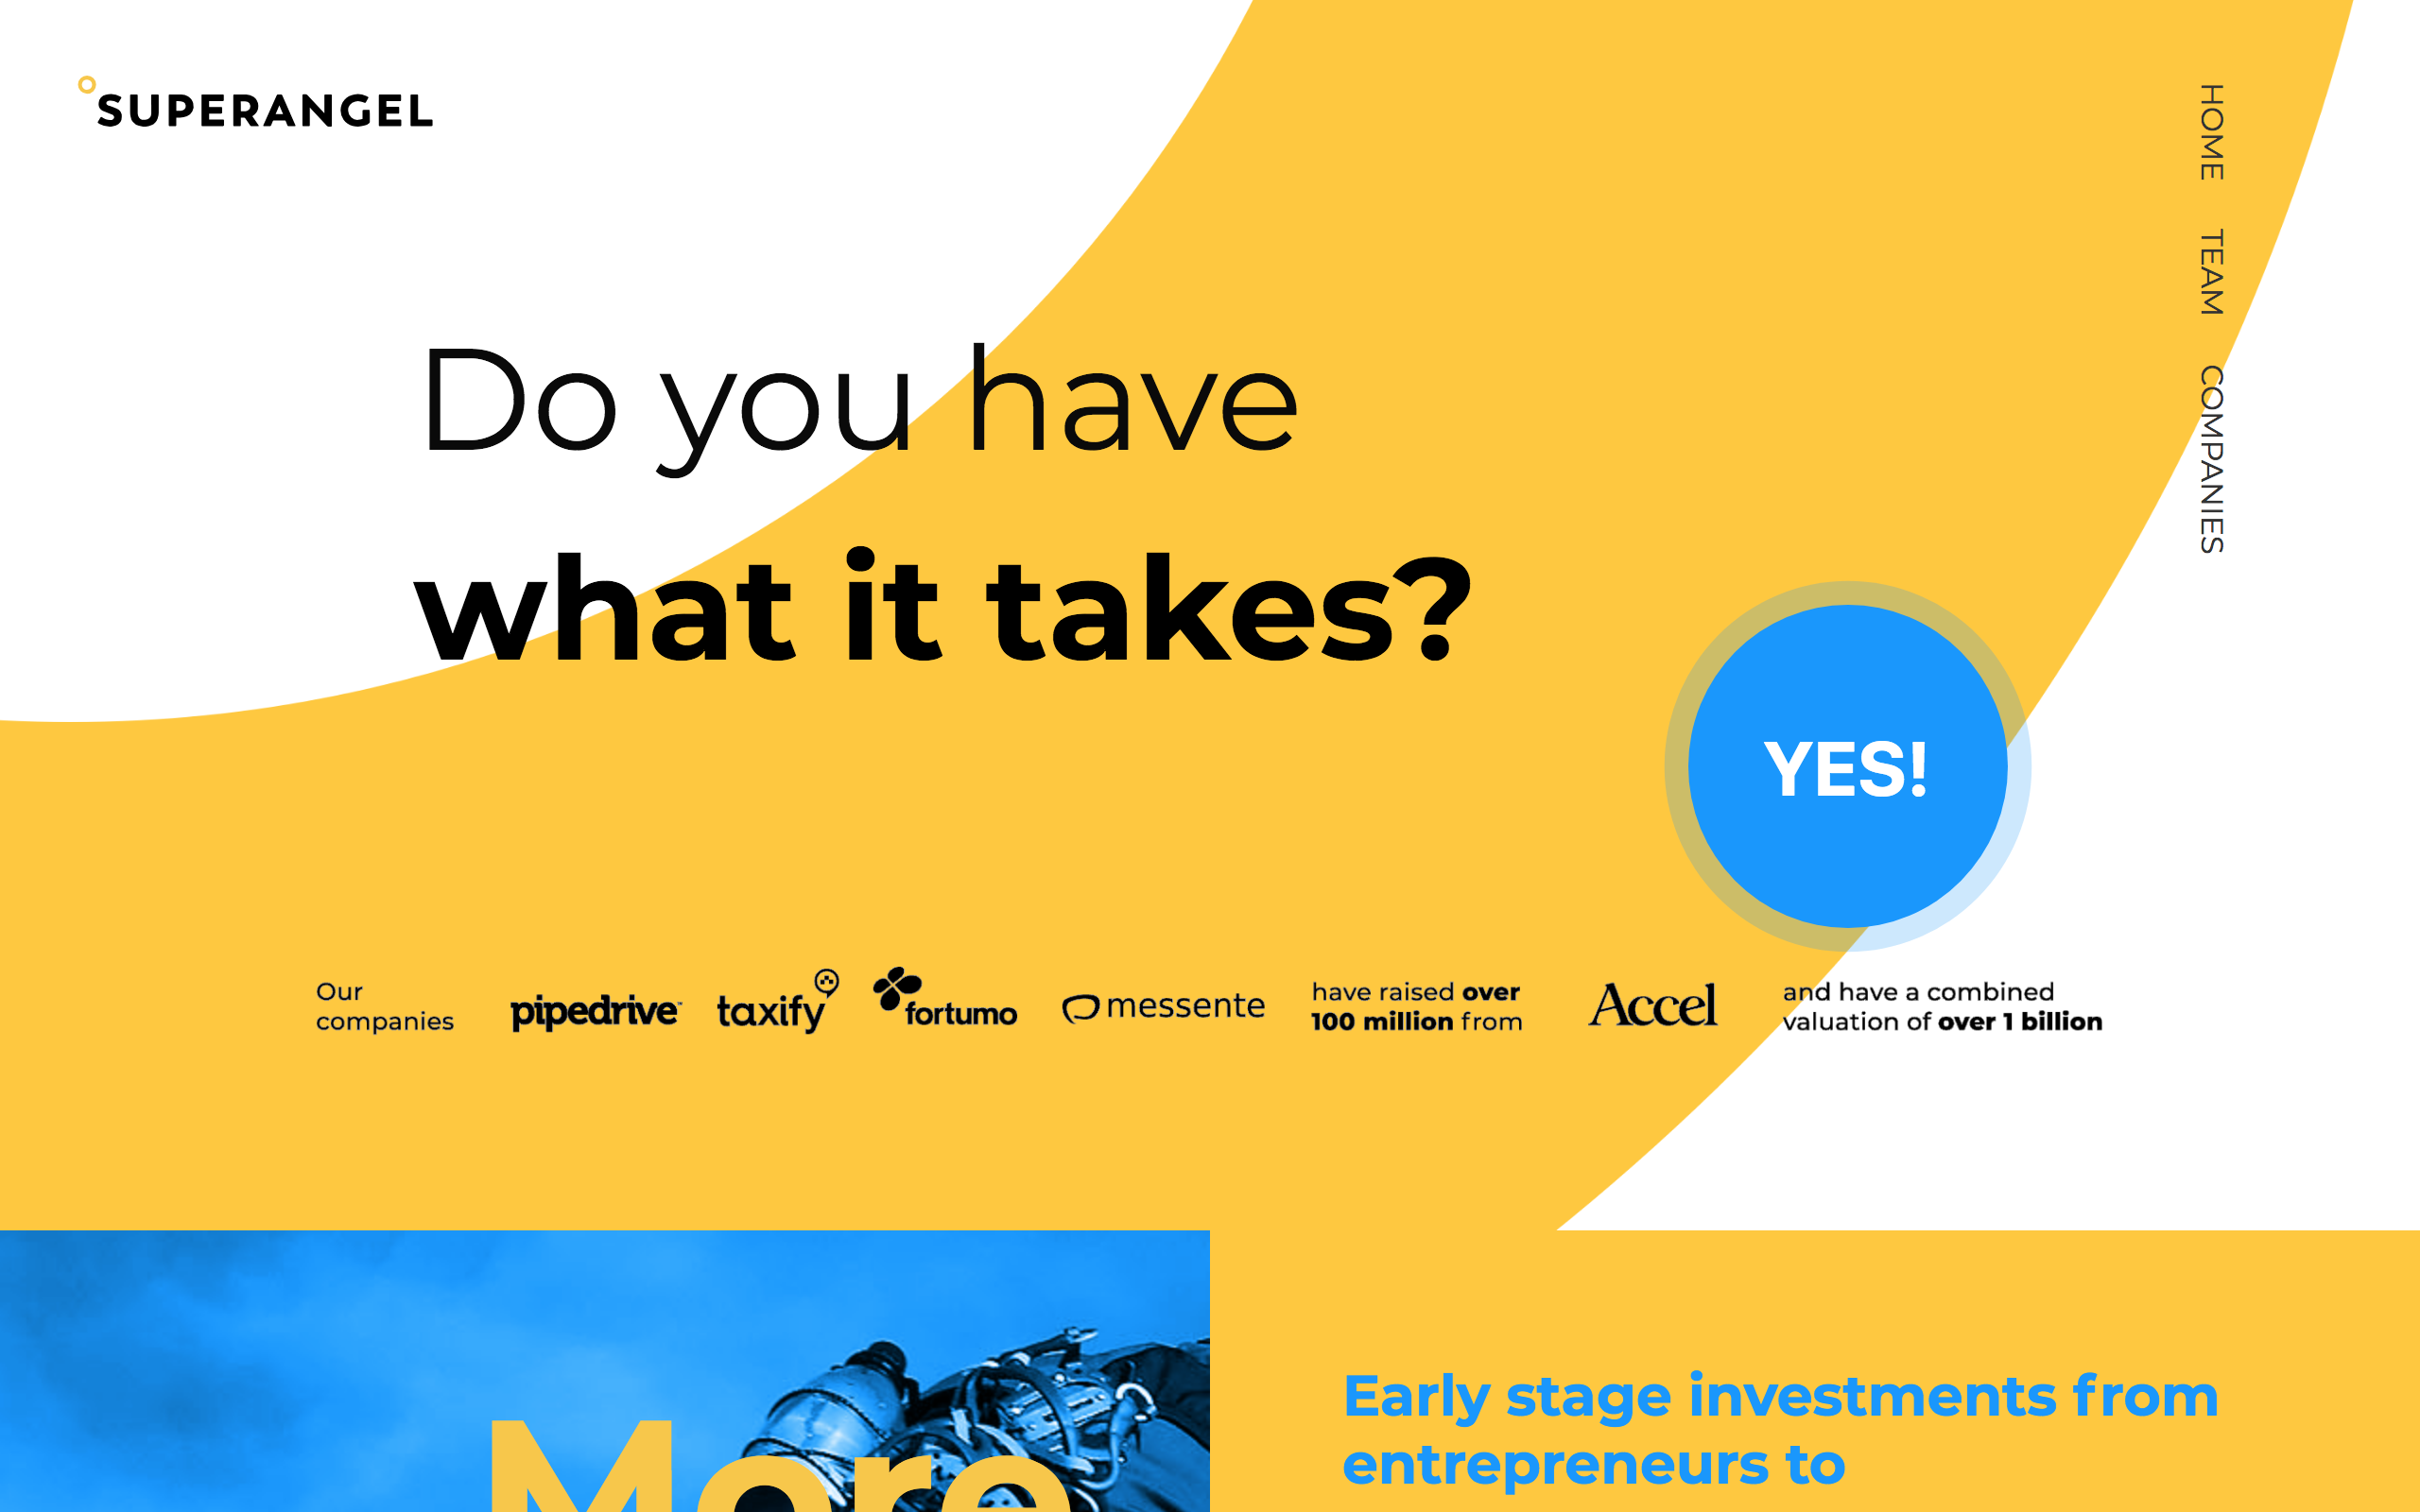 SUPERANGEL
HOME
TEAM
COMPANIES
Do you have
what it takes?
YES!
Our
companies
pipedrive™
taxify
fortumo
messente
have raised over
100 million from
Accel
and have a combined
valuation of over 1 billion
More
Early stage investments from
entrepreneurs to